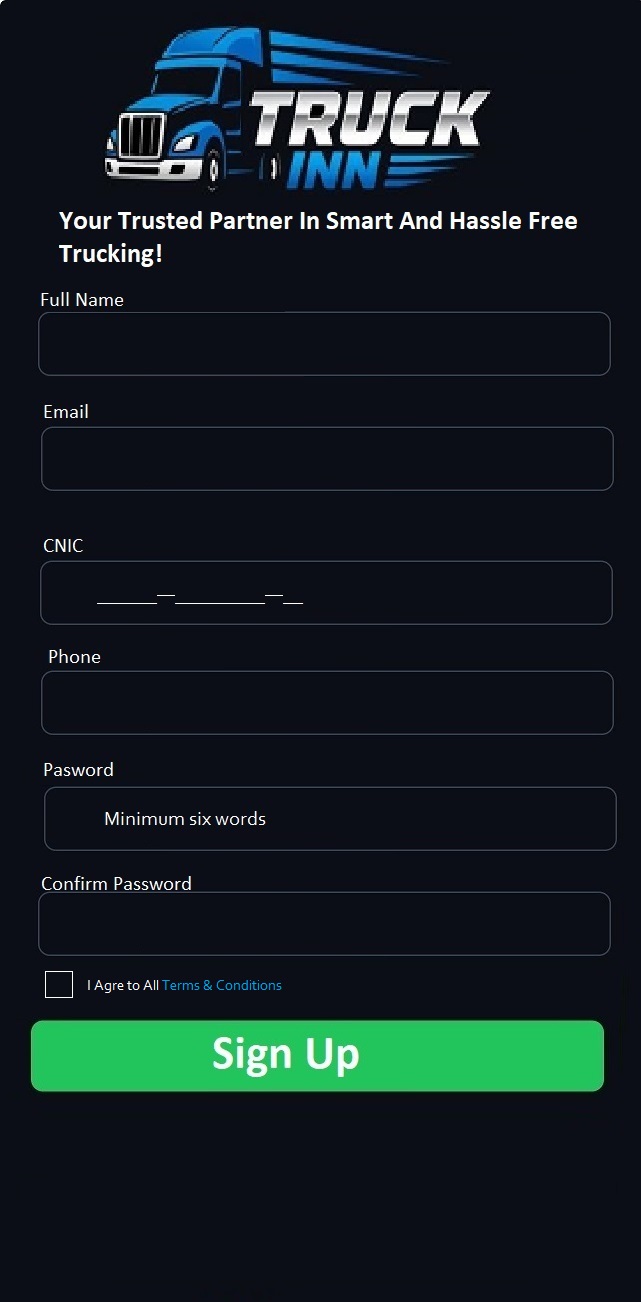 TRUCK
INN
Your Trusted Partner In Smart And Hassle Free
Trucking!
Full Name
Email
CNIC
_____-_______-_
Phone
Pasword
Minimum six words
Confirm Password
I Agre to All Terms & Conditions
Sign Up